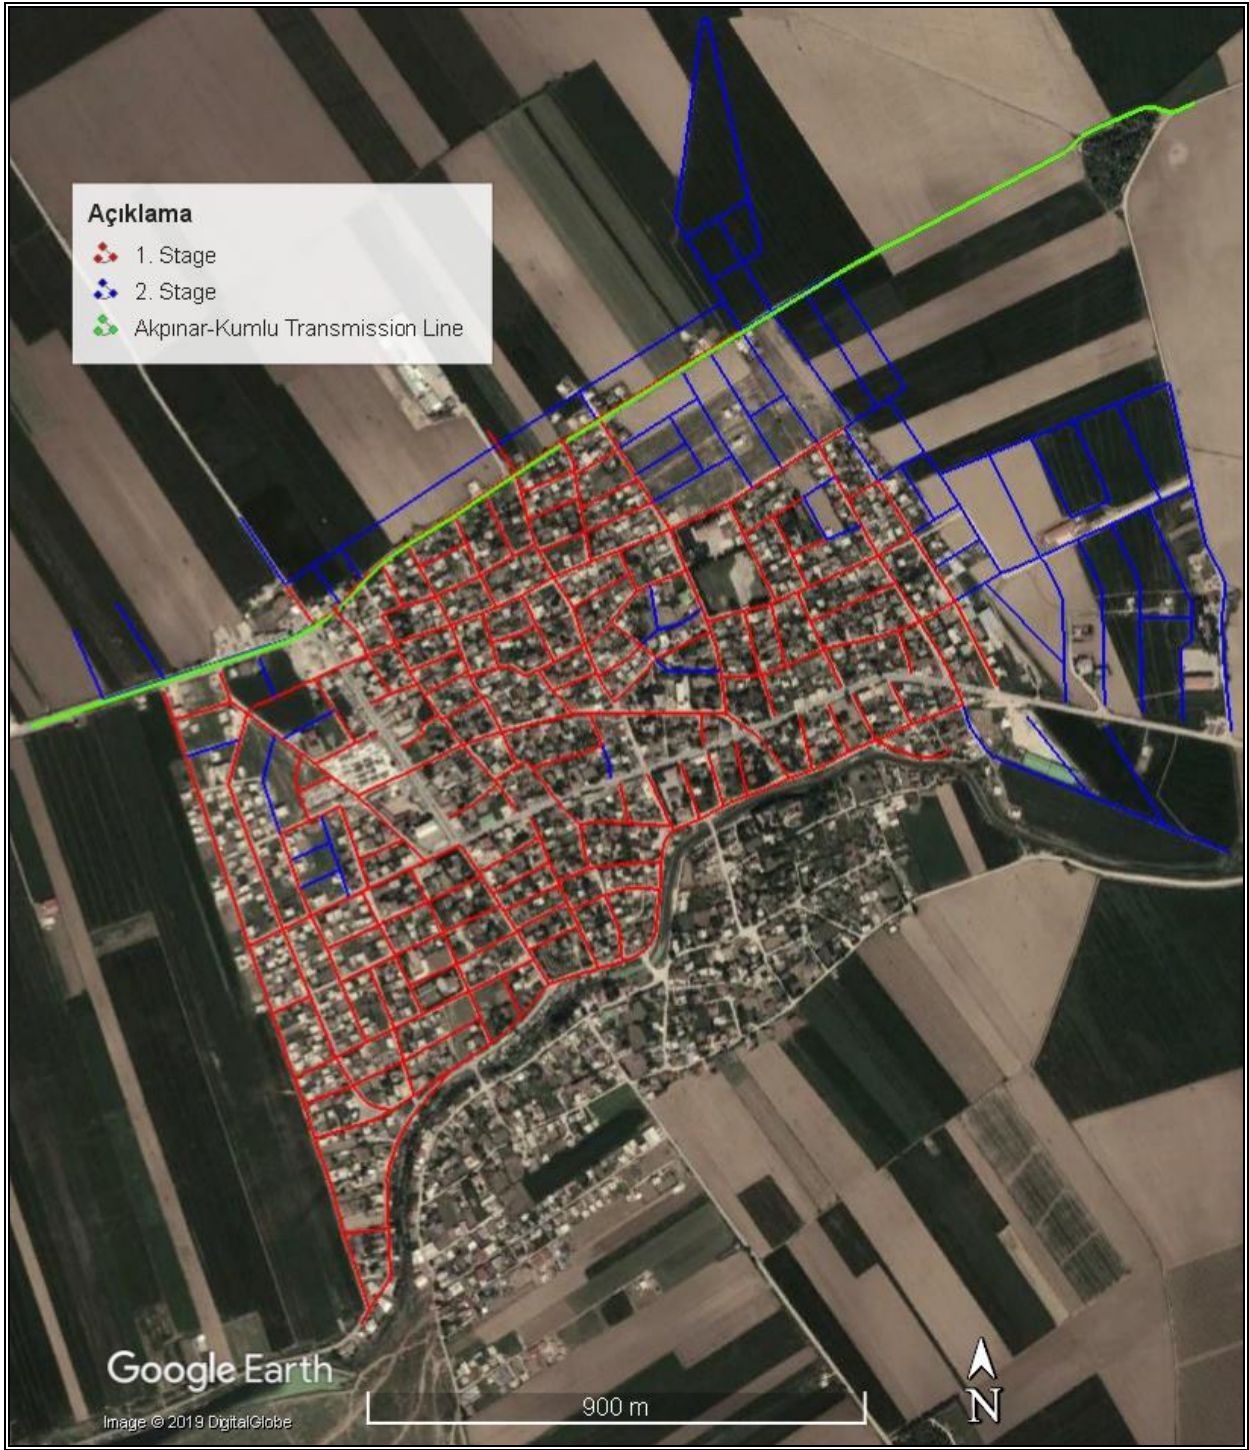 Açıklama
1. Stage
2. Stage
Akpınar-Kumlu Transmission Line
Google Earth
900 m
N
Image © 2019 DigitalGlobe